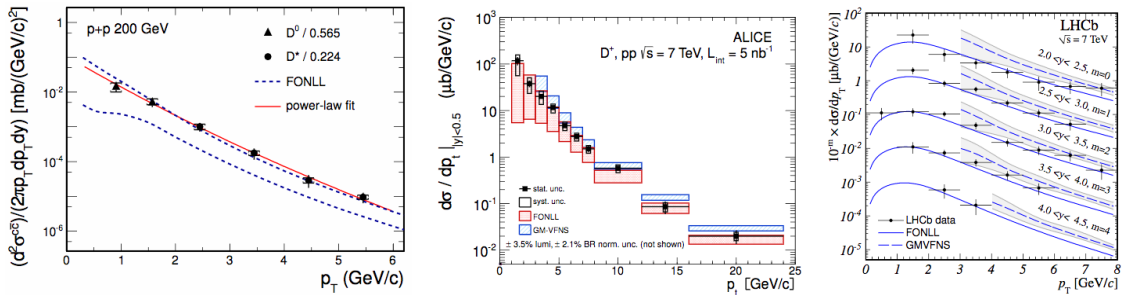 p+p 200 GeV
D⁰ / 0.565
D* / 0.224
FONLL
power-law fit
(d²σ^cc̄)/(2πp_T dp_T dy) [mb/(GeV/c)²]
1
10⁻²
10⁻⁴
10⁻⁶
0 1 2 3 4 5 6
p_T (GeV/c)
ALICE
D⁺, pp √s = 7 TeV, L_int = 5 nb⁻¹
dσ / dp_t |_|y|<0.5 (μb/GeV/c)
10³
10²
10
1
10⁻¹
10⁻²
stat. unc.
syst. unc.
FONLL
GM-VFNS
± 3.5% lumi, ± 2.1% BR norm. unc. (not shown)
0 5 10 15 20 25
p_t [GeV/c]
LHCb
√s = 7 TeV
10^-m × dσ/dp_T [μb/(GeV/c)]
10
1
10⁻¹
10⁻²
10⁻³
10⁻⁴
10⁻⁵
2.0 <y< 2.5, m=0
2.5 <y< 3.0, m=1
3.0 <y< 3.5, m=2
3.5 <y< 4.0, m=3
4.0 <y< 4.5, m=4
LHCb data
FONLL
GMVFNS
0 1 2 3 4 5 6 7 8
p_T [GeV/c]